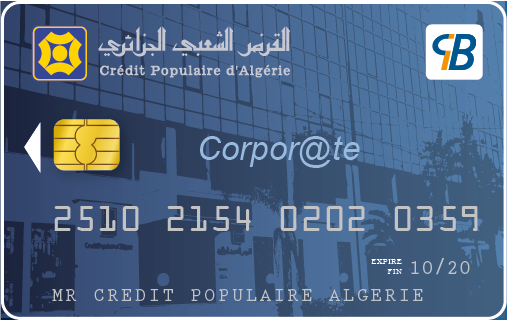 القرض الشعبي الجزائري
Crédit Populaire d'Algérie
CiB
Corpor@te
2510 2154 0202 0359
EXPIRE
FIN 10/20
MR CREDIT POPULAIRE ALGERIE